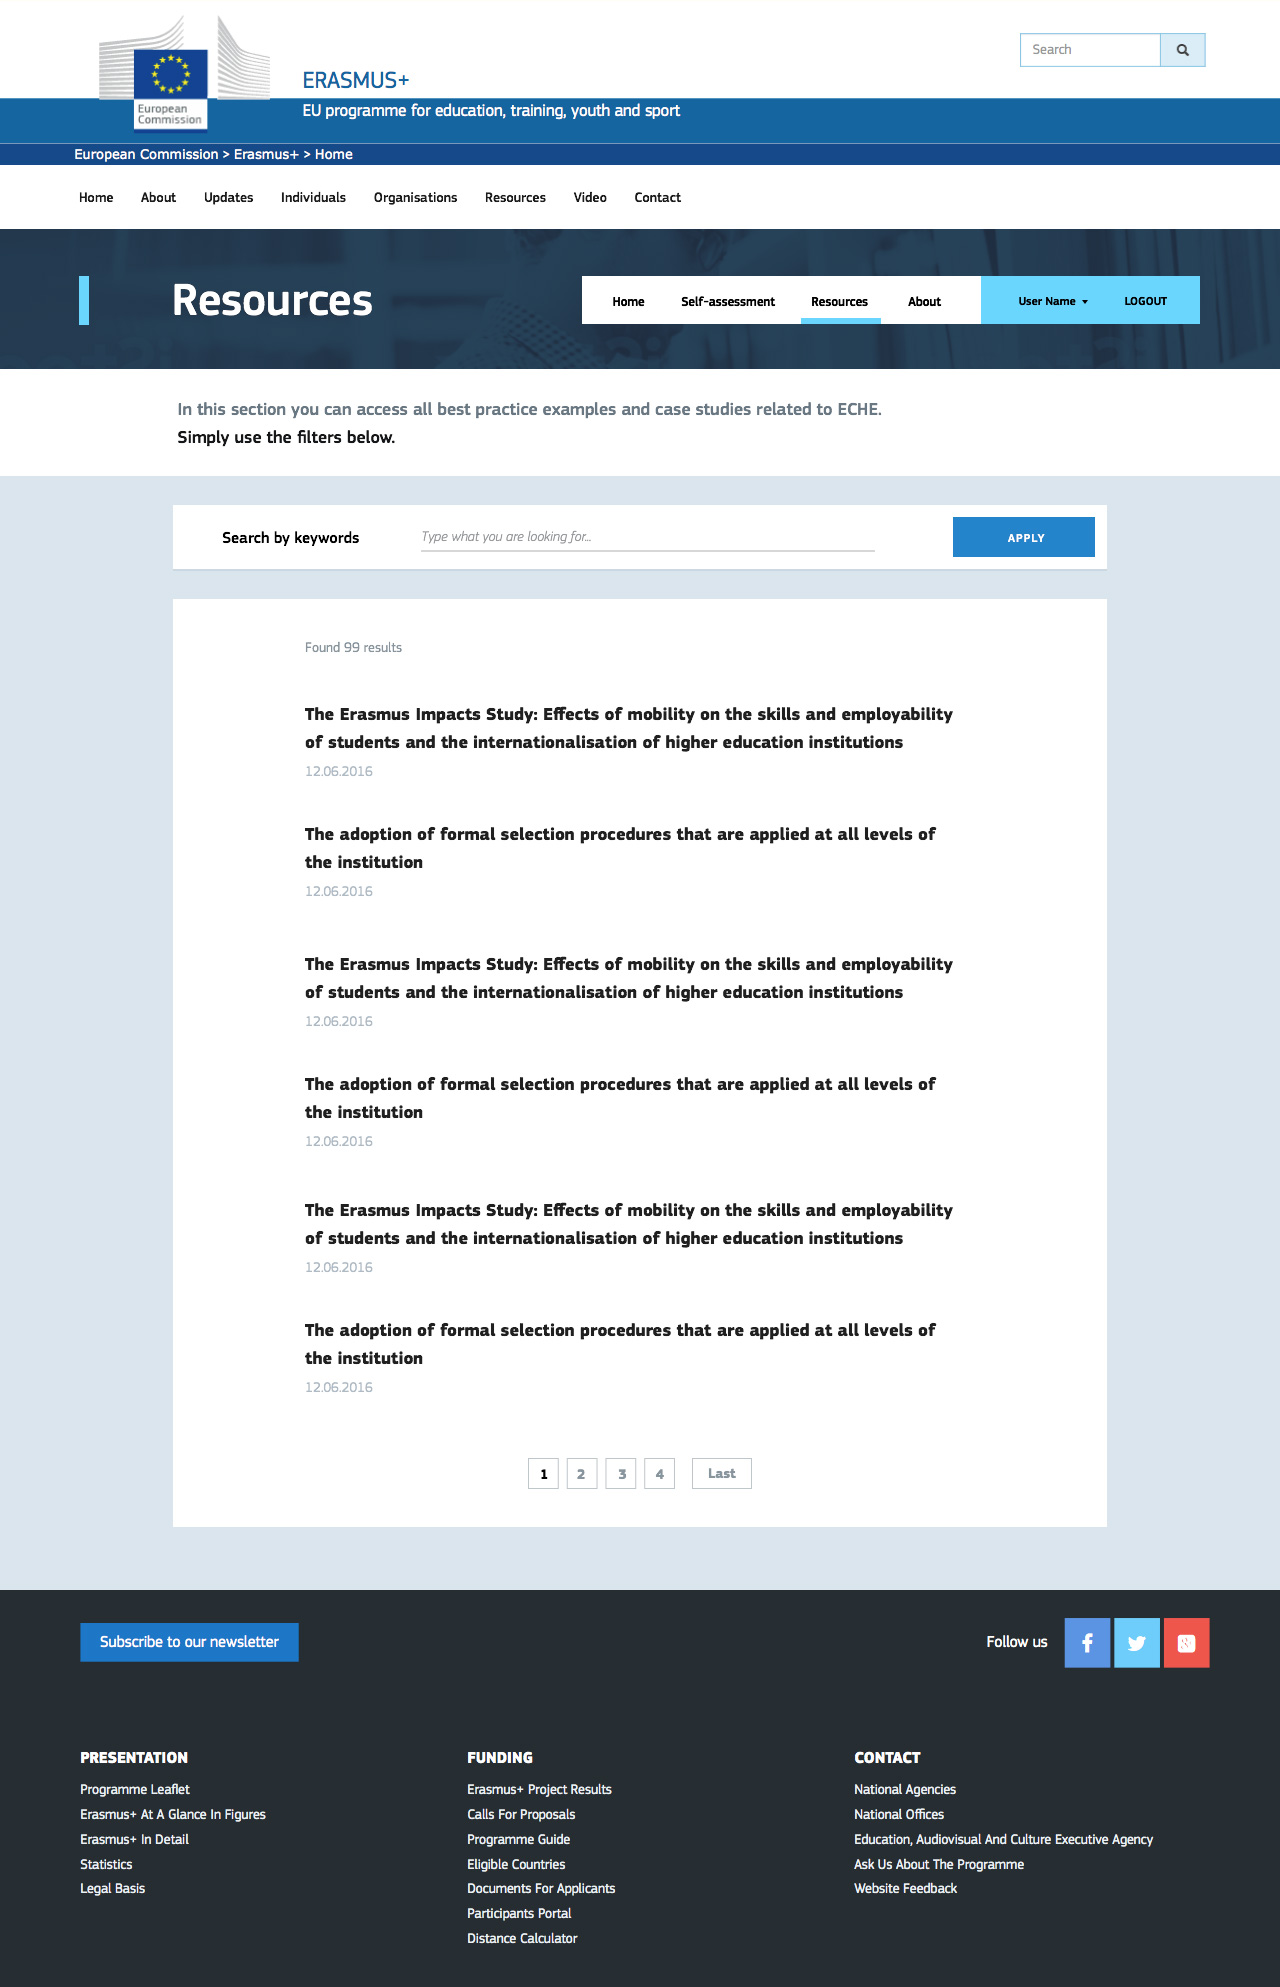 Search
European
Commission
ERASMUS+
EU programme for education, training, youth and sport
European Commission > Erasmus+ > Home
Home About Updates Individuals Organisations Resources Video Contact
Resources
Home Self-assessment Resources About User Name LOGOUT
In this section you can access all best practice examples and case studies related to ECHE.
Simply use the filters below.
Search by keywords Type what you are looking for... APPLY
Found 99 results
The Erasmus Impacts Study: Effects of mobility on the skills and employability
of students and the internationalisation of higher education institutions
12.06.2016
The adoption of formal selection procedures that are applied at all levels of
the institution
12.06.2016
The Erasmus Impacts Study: Effects of mobility on the skills and employability
of students and the internationalisation of higher education institutions
12.06.2016
The adoption of formal selection procedures that are applied at all levels of
the institution
12.06.2016
The Erasmus Impacts Study: Effects of mobility on the skills and employability
of students and the internationalisation of higher education institutions
12.06.2016
The adoption of formal selection procedures that are applied at all levels of
the institution
12.06.2016
1 2 3 4 Last
Subscribe to our newsletter Follow us
PRESENTATION
Programme Leaflet
Erasmus+ At A Glance In Figures
Erasmus+ In Detail
Statistics
Legal Basis
FUNDING
Erasmus+ Project Results
Calls For Proposals
Programme Guide
Eligible Countries
Documents For Applicants
Participants Portal
Distance Calculator
CONTACT
National Agencies
National Offices
Education, Audiovisual And Culture Executive Agency
Ask Us About The Programme
Website Feedback